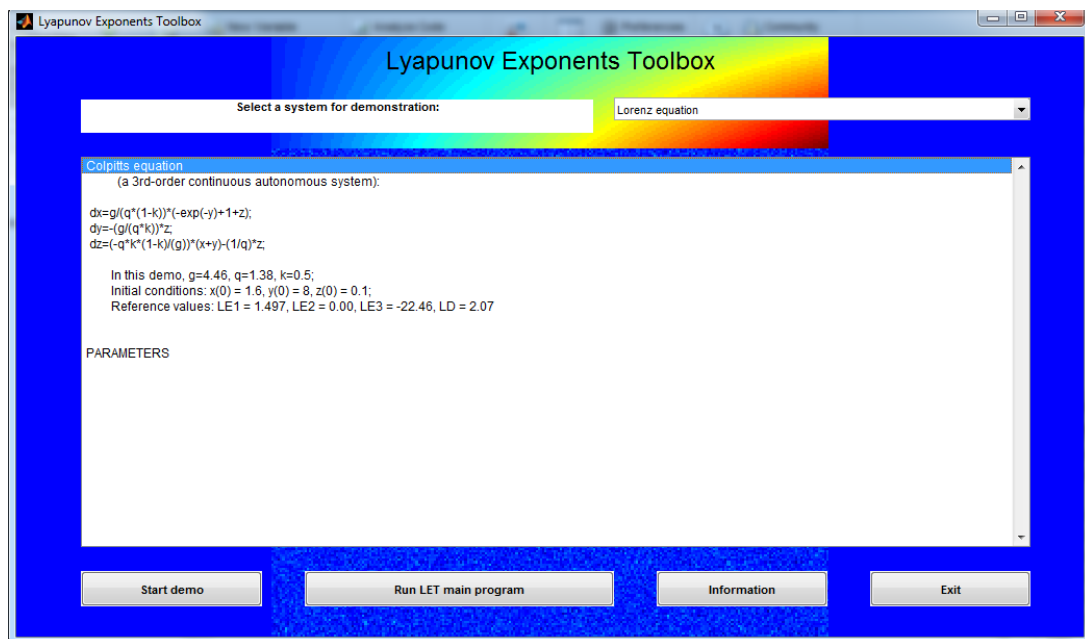 Lyapunov Exponents Toolbox
Lyapunov Exponents Toolbox
Select a system for demonstration:
Lorenz equation
Colpitts equation
(a 3rd-order continuous autonomous system):
dx=g/(q*(1-k))*(-exp(-y)+1+z);
dy=-(g/(q*k))*z;
dz=(-q*k*(1-k)/(g))*(x+y)-(1/q)*z;
In this demo, g=4.46, q=1.38, k=0.5;
Initial conditions: x(0) = 1.6, y(0) = 8, z(0) = 0.1;
Reference values: LE1 = 1.497, LE2 = 0.00, LE3 = -22.46, LD = 2.07
PARAMETERS
Start demo
Run LET main program
Information
Exit